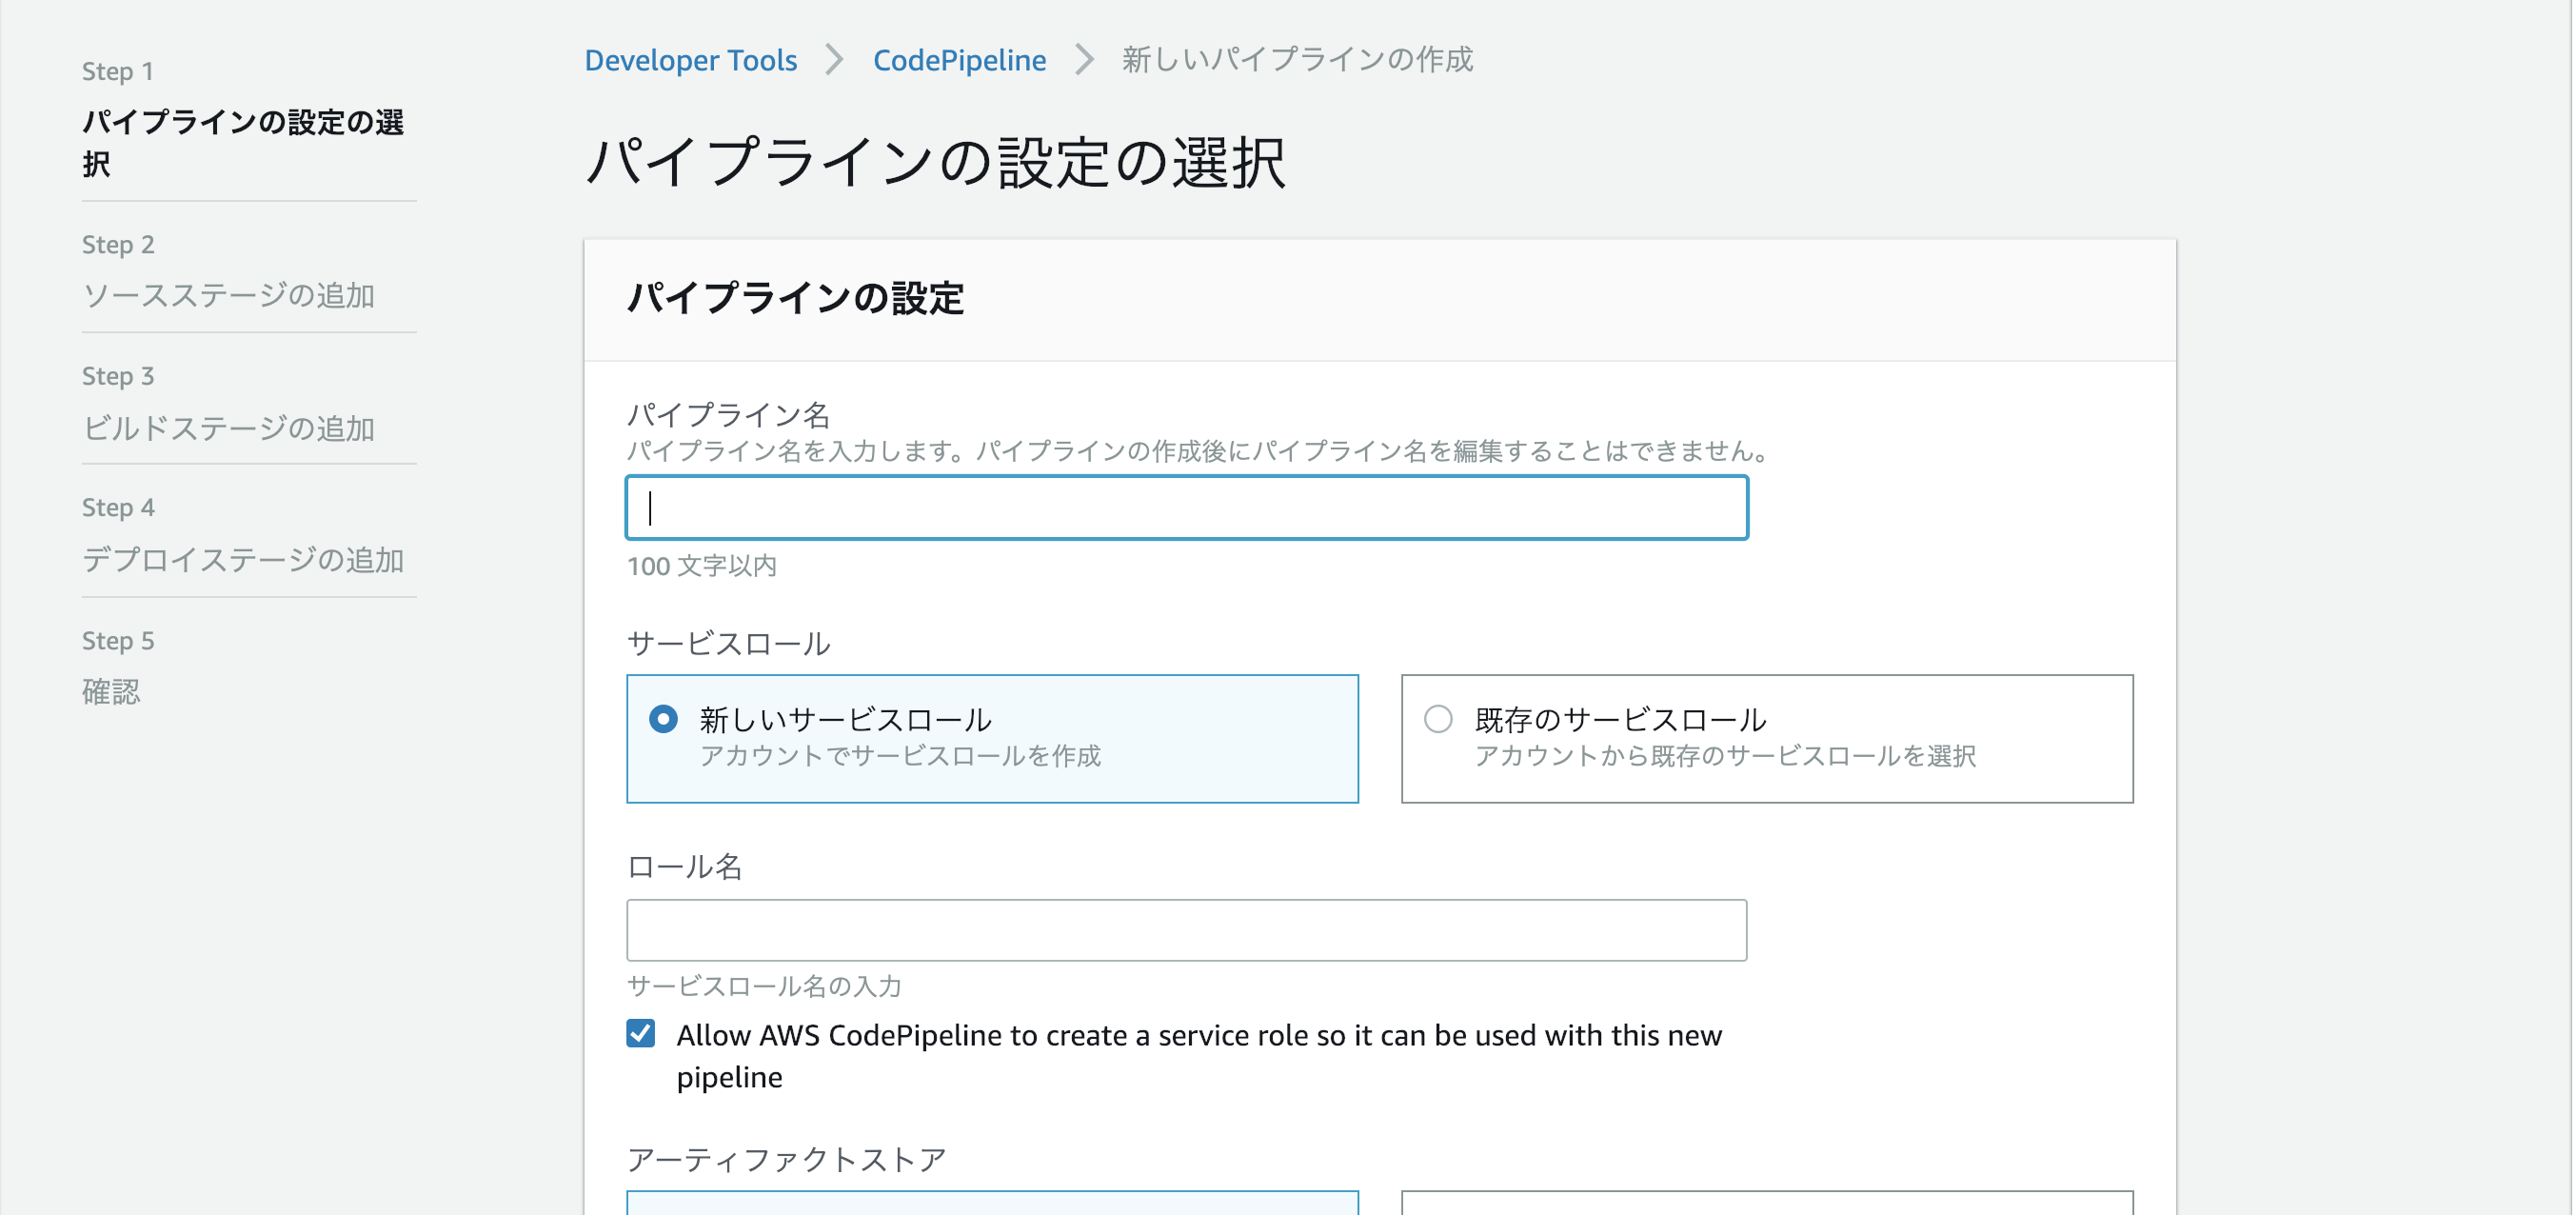 Step 1
パイプラインの設定の選
択
Step 2
ソースステージの追加
Step 3
ビルドステージの追加
Step 4
デプロイステージの追加
Step 5
確認
Developer Tools > CodePipeline > 新しいパイプラインの作成
パイプラインの設定の選択
パイプラインの設定
パイプライン名
パイプライン名を入力します。パイプラインの作成後にパイプライン名を編集することはできません。
100 文字以内
サービスロール
新しいサービスロール
アカウントでサービスロールを作成
既存のサービスロール
アカウントから既存のサービスロールを選択
ロール名
サービスロール名の入力
Allow AWS CodePipeline to create a service role so it can be used with this new
pipeline
アーティファクトストア